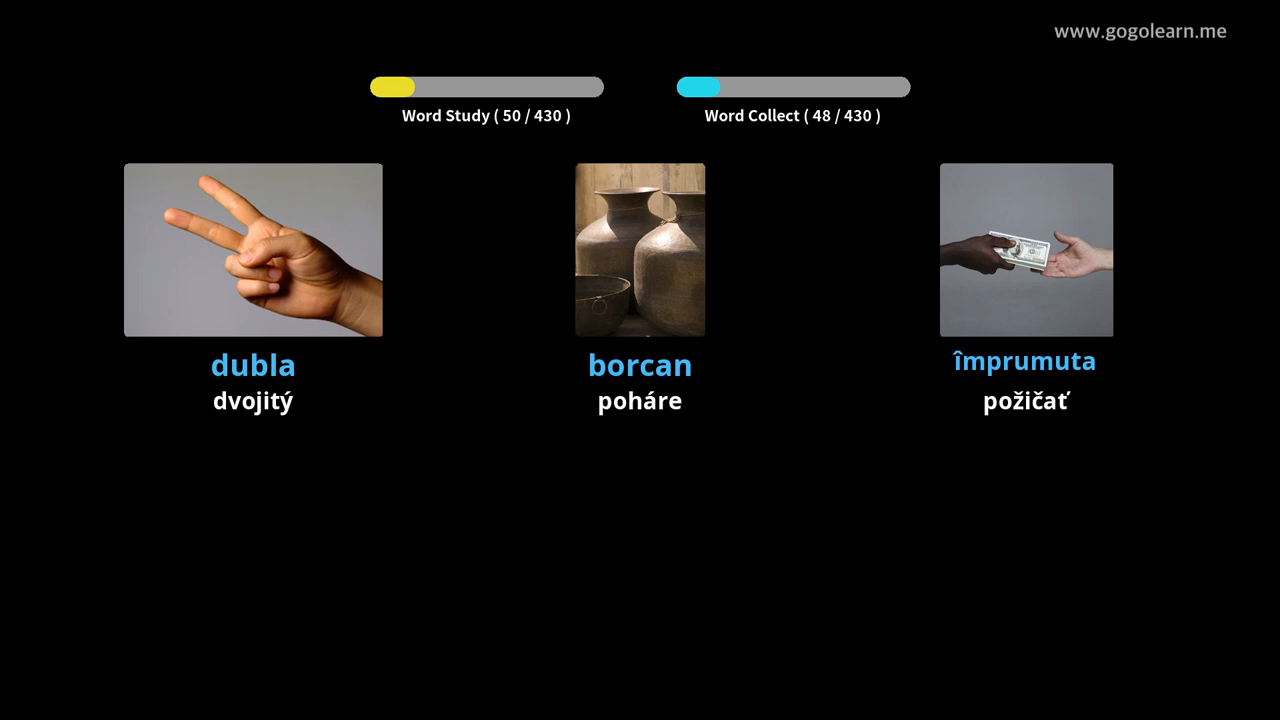 www.gogolearn.me
Word Study ( 50 / 430 )
Word Collect ( 48 / 430 )
dubla
dvojitý
borcan
poháre
împrumuta
požičať